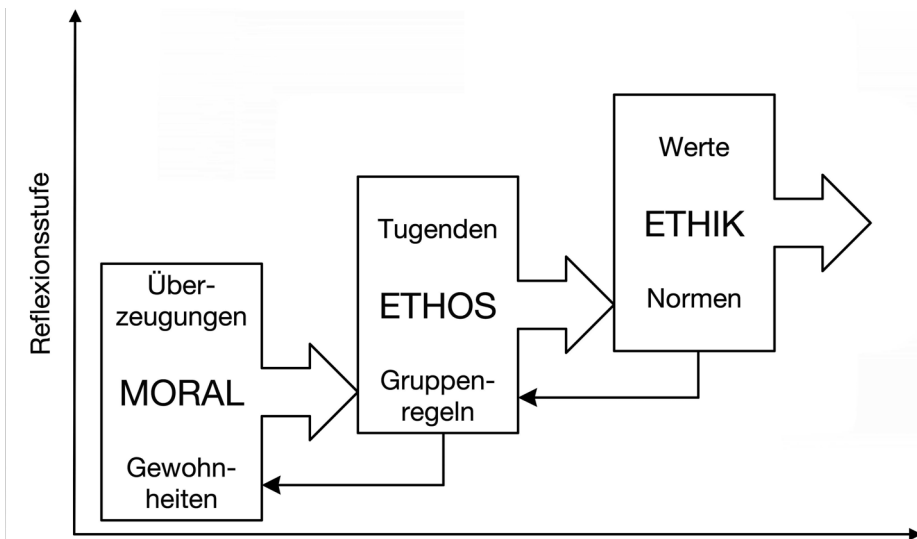 Reflexionsstufe
Über-
zeugungen
MORAL
Gewohn-
heiten
Tugenden
ETHOS
Gruppen-
regeln
Werte
ETHIK
Normen